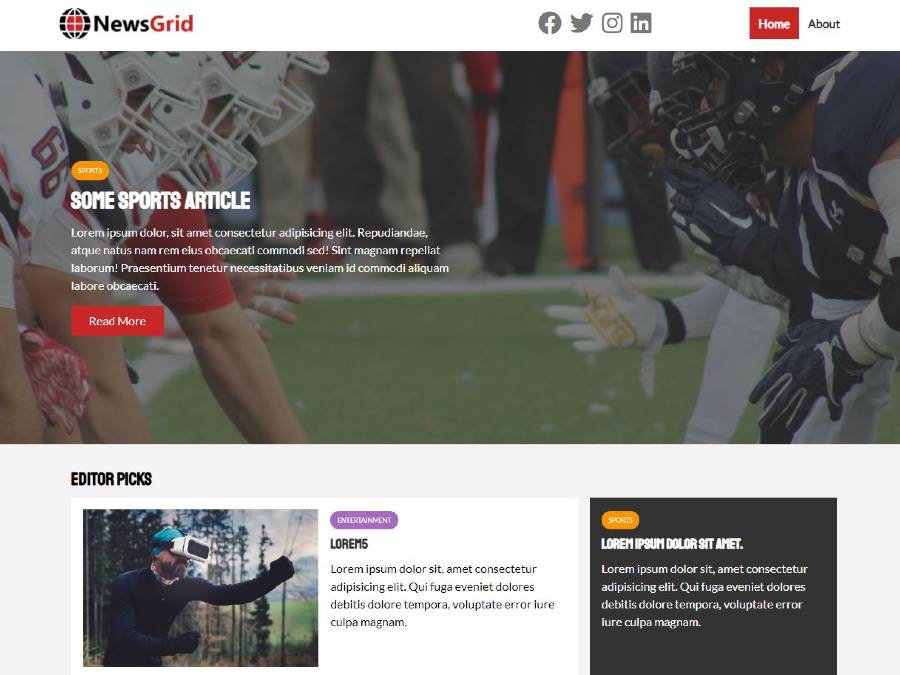 NewsGrid
Home
About
SPORTS
SOME SPORTS ARTICLE
Lorem ipsum dolor, sit amet consectetur adipisicing elit. Repudiandae,
atque natus nam rem eius obcaecati commodi sed! Sint magnam repellat
laborum! Praesentium tenetur necessitatibus veniam id commodi aliquam
labore obcaecati.
Read More
EDITOR PICKS
ENTERTAINMENT
LOREM5
Lorem ipsum dolor sit, amet consectetur
adipisicing elit. Qui fuga eveniet dolores
debitis dolore tempora, voluptate error iure
culpa magnam.
SPORTS
LOREM IPSUM DOLOR SIT AMET.
Lorem ipsum dolor sit, amet consectetur
adipisicing elit. Qui fuga eveniet dolores
debitis dolore tempora, voluptate error
iure culpa magnam.